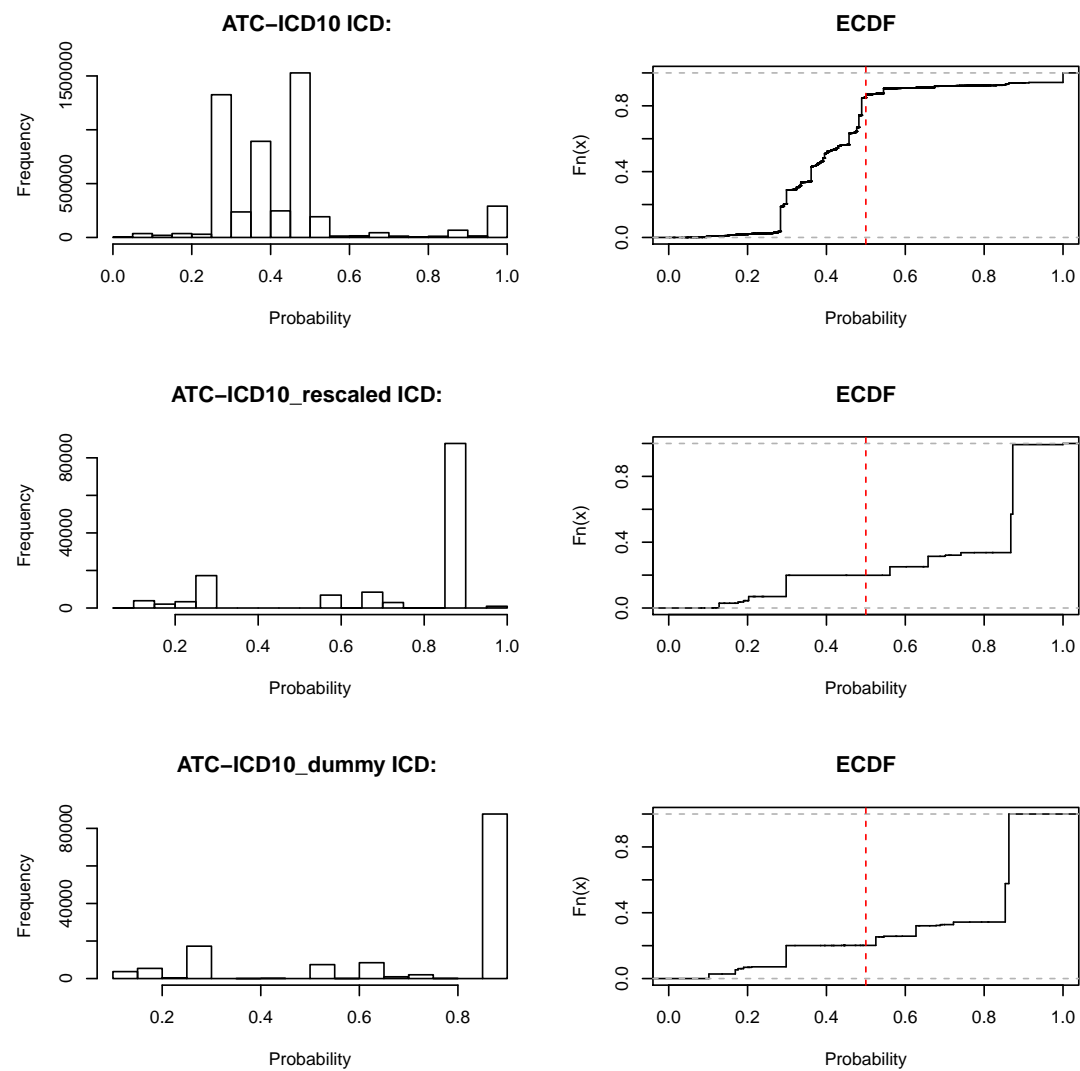 ATC−ICD10 ICD:
Frequency
0 500000 1500000
0.0 0.2 0.4 0.6 0.8 1.0
Probability
ECDF
Fn(x)
0.0 0.4 0.8
0.0 0.2 0.4 0.6 0.8 1.0
Probability
ATC−ICD10_rescaled ICD:
Frequency
0 40000 80000
0.2 0.4 0.6 0.8 1.0
Probability
ECDF
Fn(x)
0.0 0.4 0.8
0.0 0.2 0.4 0.6 0.8 1.0
Probability
ATC−ICD10_dummy ICD:
Frequency
0 40000 80000
0.2 0.4 0.6 0.8
Probability
ECDF
Fn(x)
0.0 0.4 0.8
0.0 0.2 0.4 0.6 0.8 1.0
Probability